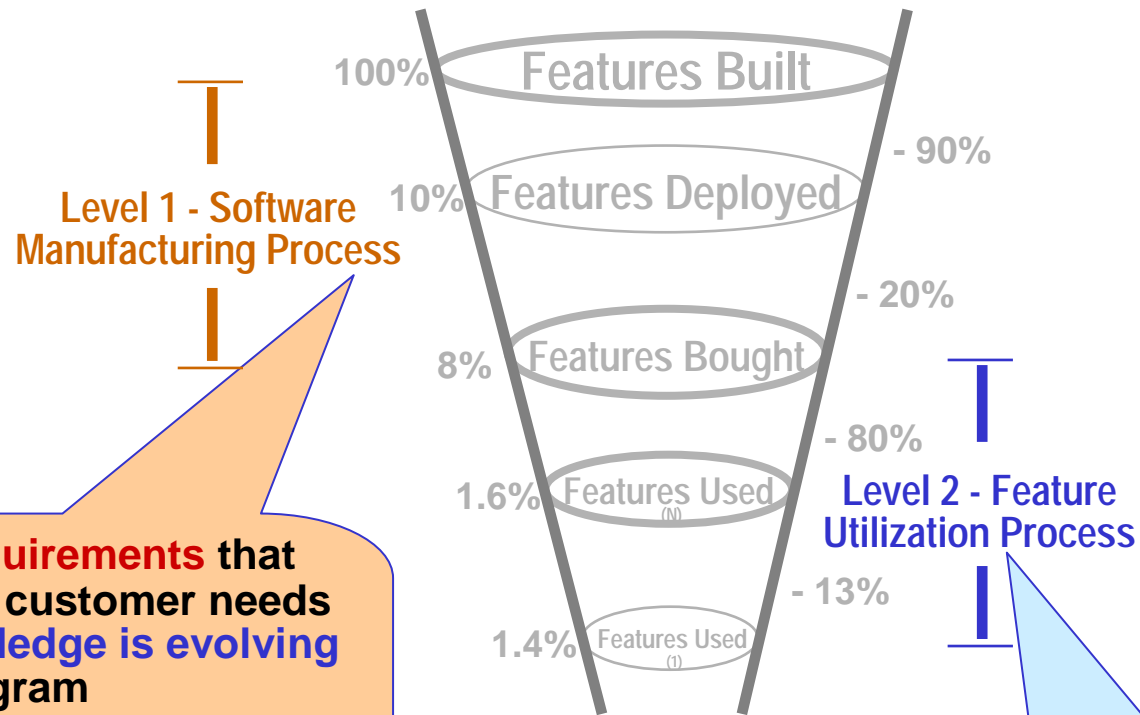 100%
Features Built
- 90%
10%
Features Deployed
Level 1 - Software
Manufacturing Process
- 20%
8%
Features Bought
- 80%
1.6%
Features Used
(N)
Level 2 - Feature
Utilization Process
- 13%
1.4%
Features Used
(1)
that
customer needs
is evolving